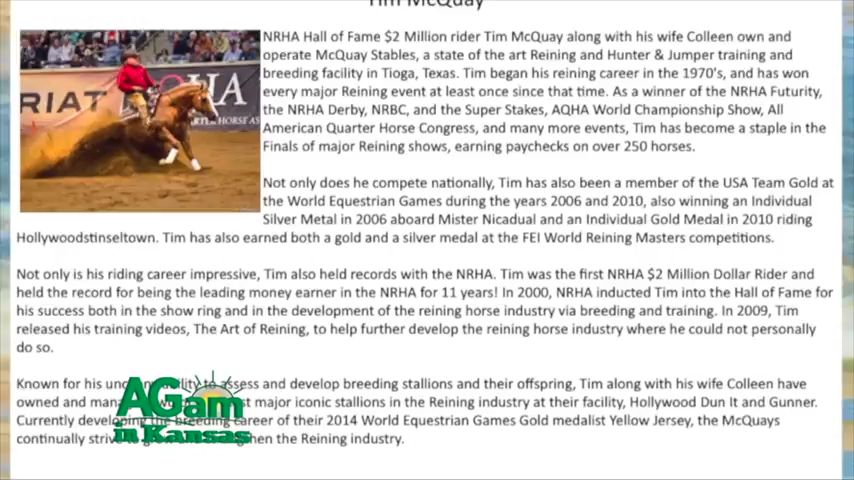 Tim McQuay
NRHA Hall of Fame $2 Million rider Tim McQuay along with his wife Colleen own and
operate McQuay Stables, a state of the art Reining and Hunter & Jumper training and
breeding facility in Tioga, Texas. Tim began his reining career in the 1970's, and has won
every major Reining event at least once since that time. As a winner of the NRHA Futurity,
the NRHA Derby, NRBC, and the Super Stakes, AQHA World Championship Show, All
American Quarter Horse Congress, and many more events, Tim has become a staple in the
Finals of major Reining shows, earning paychecks on over 250 horses.
Not only does he compete nationally, Tim has also been a member of the USA Team Gold at
the World Equestrian Games during the years 2006 and 2010, also winning an Individual
Silver Metal in 2006 aboard Mister Nicadual and an Individual Gold Medal in 2010 riding
Hollywoodstinseltown. Tim has also earned both a gold and a silver medal at the FEI World Reining Masters competitions.
Not only is his riding career impressive, Tim also held records with the NRHA. Tim was the first NRHA $2 Million Dollar Rider and
held the record for being the leading money earner in the NRHA for 11 years! In 2000, NRHA inducted Tim into the Hall of Fame for
his success both in the show ring and in the development of the reining horse industry via breeding and training. In 2009, Tim
released his training videos, The Art of Reining, to help further develop the reining horse industry where he could not personally
do so.
Known for his to assess and develop breeding stallions and their offspring, Tim along with his wife Colleen have
owned and major iconic stallions in the Reining industry at their facility, Hollywood Dun It and Gunner.
Currently developing the breeding career of their 2014 World Equestrian Games Gold medalist Yellow Jersey, the McQuays
continually strive to the Reining industry.
RIAT
HA
AGam
in Kansas